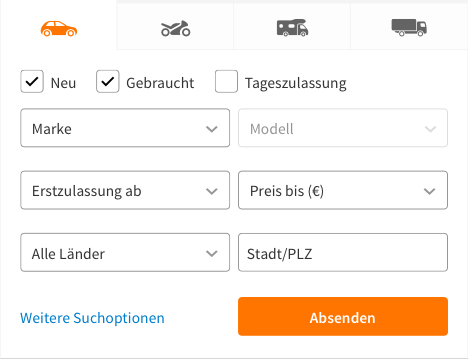 Neu Gebraucht Tageszulassung
Marke Modell
Erstzulassung ab Preis bis (€)
Alle Länder Stadt/PLZ
Weitere Suchoptionen Absenden